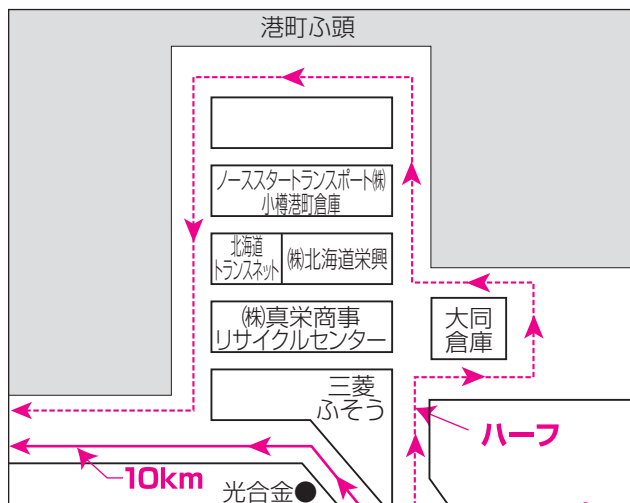 港町ふ頭
ノーススタートランスポート㈱
小樽港町倉庫
北海道
トランスネット
㈱北海道栄興
㈱真栄商事
リサイクルセンター
大同
倉庫
三菱
ふそう
ハーフ
10km
光合金